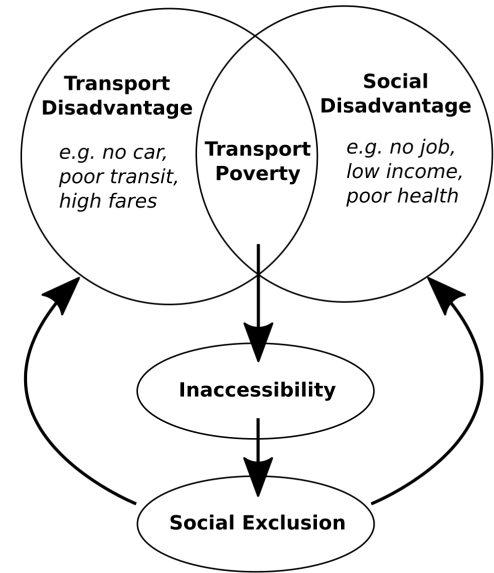 Transport
Disadvantage
e.g. no car,
poor transit,
high fares
Transport
Poverty
Social
Disadvantage
e.g. no job,
low income,
poor health
Inaccessibility
Social Exclusion